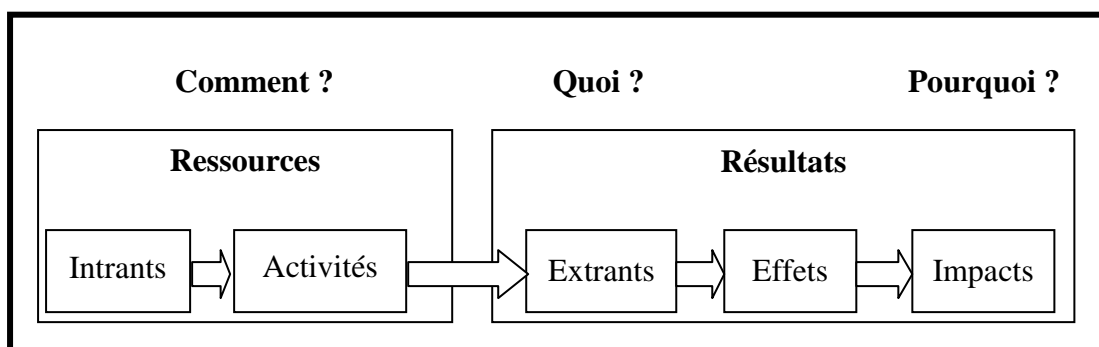 Comment ? Quoi ? Pourquoi ?
Ressources Résultats
Intrants Activités Extrants Effets Impacts